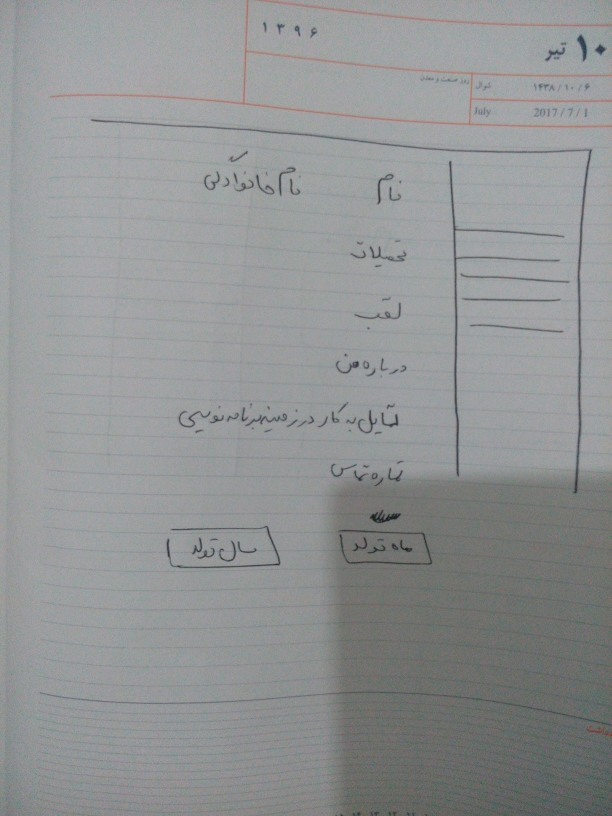 ۱۰ تیر
۱۳۹۶
شوال ۱۴۳۸/۱۰/۶
روز صنعت و معدن
July 2017/7/1
نام نام خانوادگی
تحصیلات
لقب
درباره من
تمایل به کار در زمینه برنامه نویسی
شماره تماس
ماه تولد سال تولد